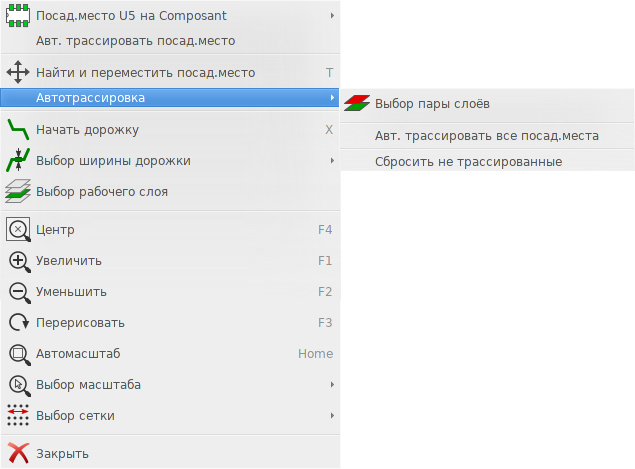 Посад.место U5 на Composant
Авт. трассировать посад.место
Найти и переместить посад.место T
Автотрассировка
Выбор пары слоёв
Авт. трассировать все посад.места
Сбросить не трассированные
Начать дорожку X
Выбор ширины дорожки
Выбор рабочего слоя
Центр F4
Увеличить F1
Уменьшить F2
Перерисовать F3
Автомасштаб Home
Выбор масштаба
Выбор сетки
Закрыть